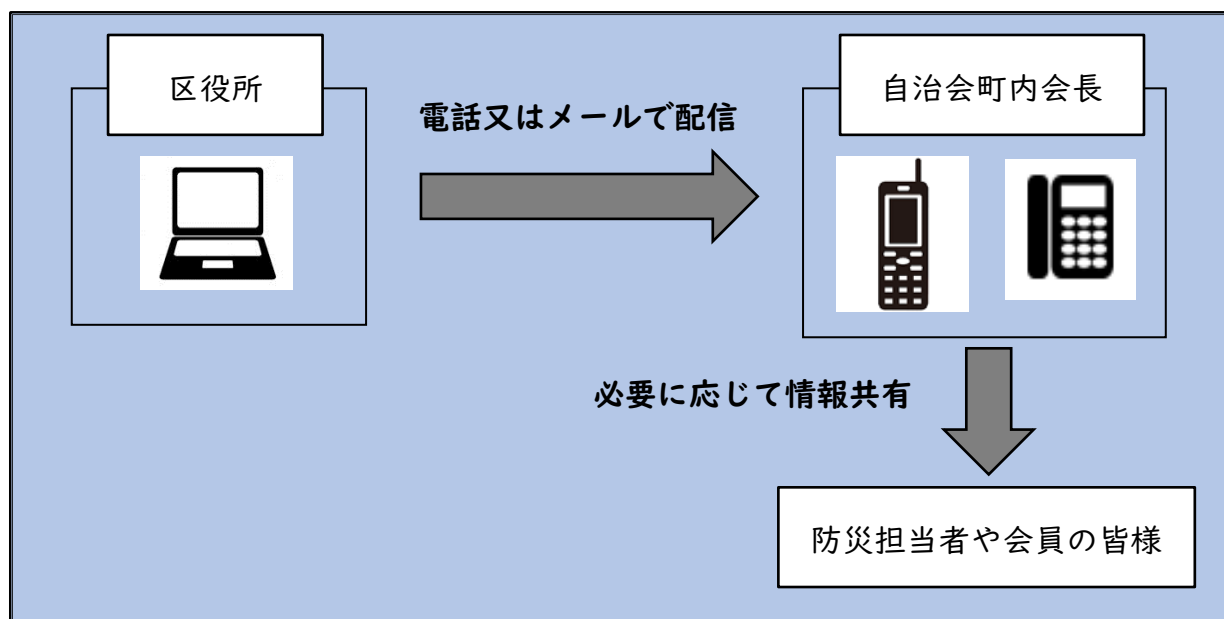 区役所
電話又はメールで配信
自治会町内会長
必要に応じて情報共有
防災担当者や会員の皆様